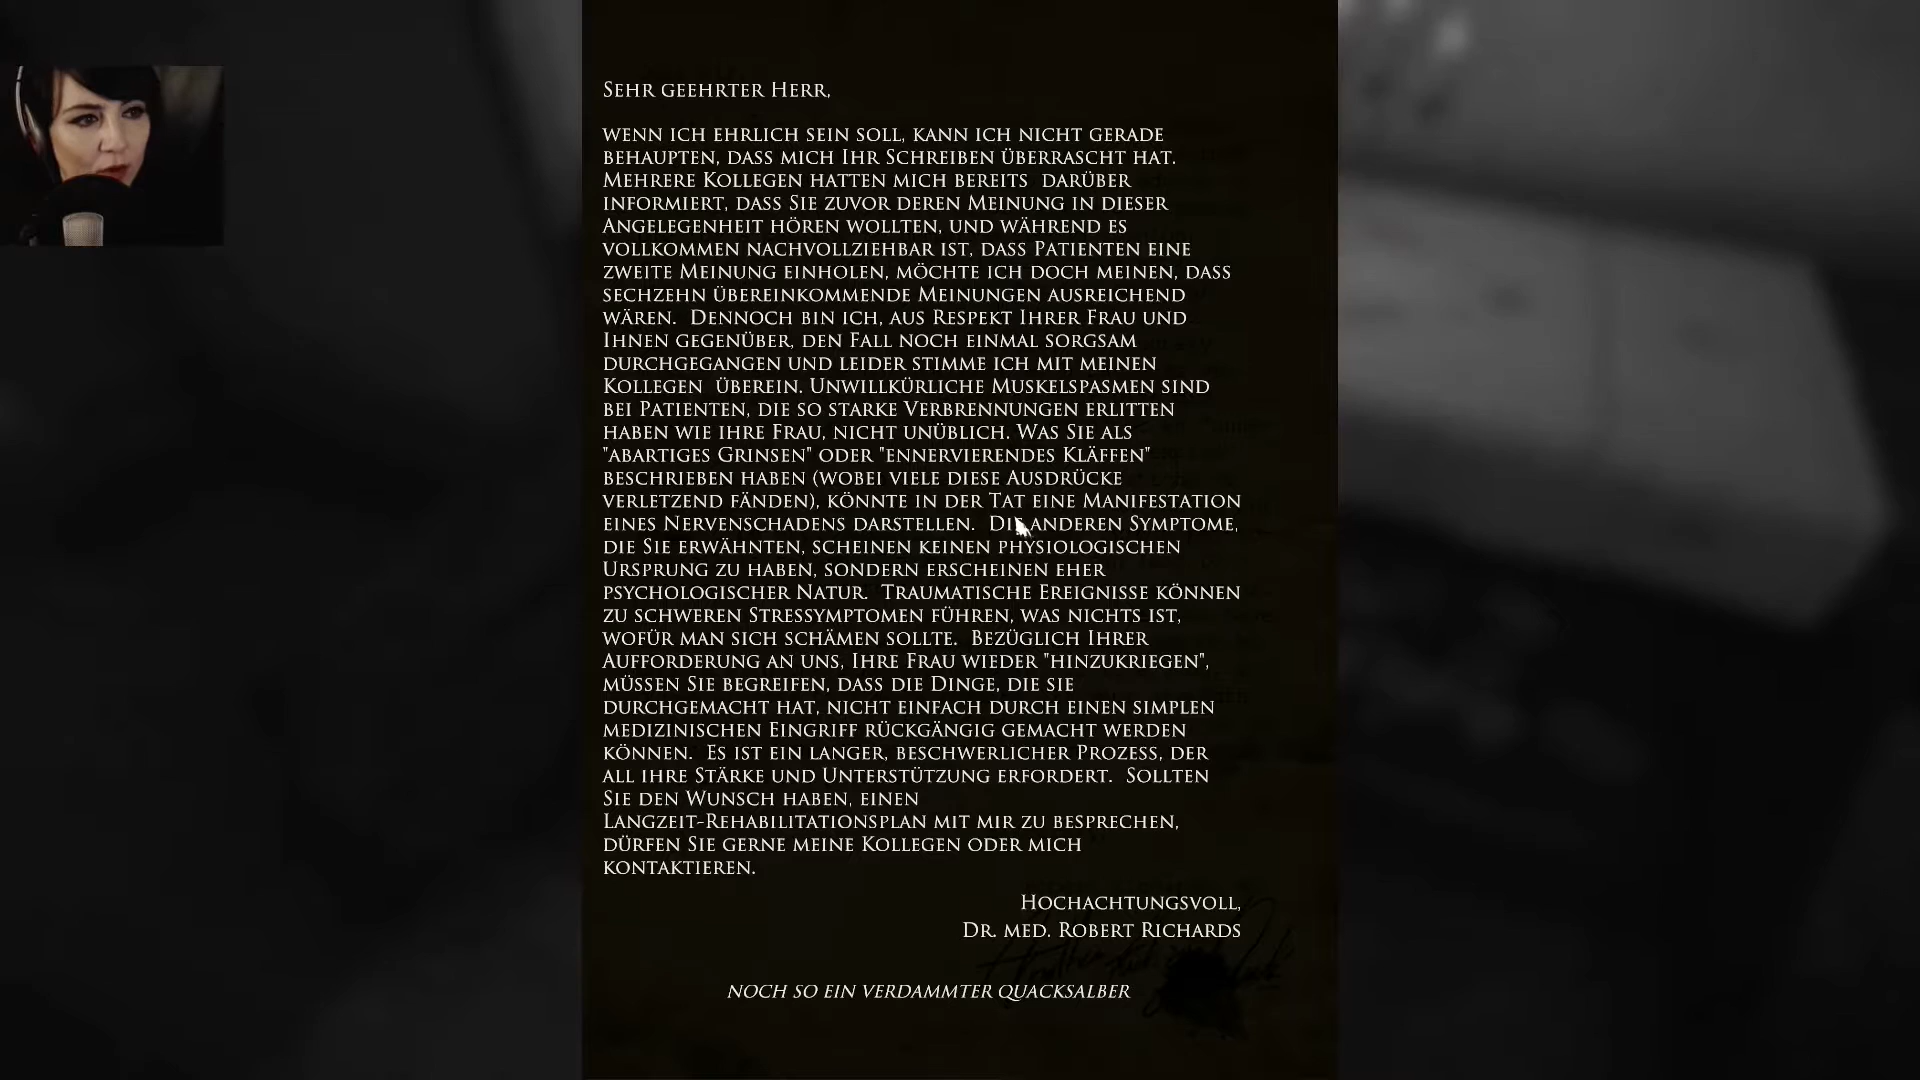 Sehr geehrter Herr,
wenn ich ehrlich sein soll, kann ich nicht gerade
behaupten, dass mich Ihr Schreiben überrascht hat.
Mehrere Kollegen hatten mich bereits darüber
informiert, dass Sie zuvor deren Meinung in dieser
Angelegenheit hören wollten, und während es
vollkommen nachvollziehbar ist, dass Patienten eine
zweite Meinung einholen, möchte ich doch meinen, dass
sechzehn übereinkommende Meinungen ausreichend
wären. Dennoch bin ich, aus Respekt Ihrer Frau und
Ihnen gegenüber, den Fall noch einmal sorgsam
durchgegangen und leider stimme ich mit meinen
Kollegen überein. Unwillkürliche Muskelspasmen sind
bei Patienten, die so starke Verbrennungen erlitten
haben wie ihre Frau, nicht unüblich. Was Sie als
"abartiges Grinsen" oder "ennervierendes Kläffen"
beschrieben haben (wobei viele diese Ausdrücke
verletzend fänden), könnte in der Tat eine Manifestation
eines Nervenschadens darstellen. Die anderen Symptome,
die Sie erwähnten, scheinen keinen physiologischen
Ursprung zu haben, sondern erscheinen eher
psychologischer Natur. Traumatische Ereignisse können
zu schweren Stressymptomen führen, was nichts ist,
wofür man sich schämen sollte. Bezüglich Ihrer
Aufforderung an uns, Ihre Frau wieder "hinzukriegen",
müssen Sie begreifen, dass die Dinge, die sie
durchgemacht hat, nicht einfach durch einen simplen
medizinischen Eingriff rückgängig gemacht werden
können. Es ist ein langer, beschwerlicher Prozess, der
all ihre Stärke und Unterstützung erfordert. Sollten
Sie den Wunsch haben, einen
Langzeit-Rehabilitationsplan mit mir zu besprechen,
dürfen Sie gerne meine Kollegen oder mich
kontaktieren.
Hochachtungsvoll,
Dr. med. Robert Richards
noch so ein verdammter Quacksalber